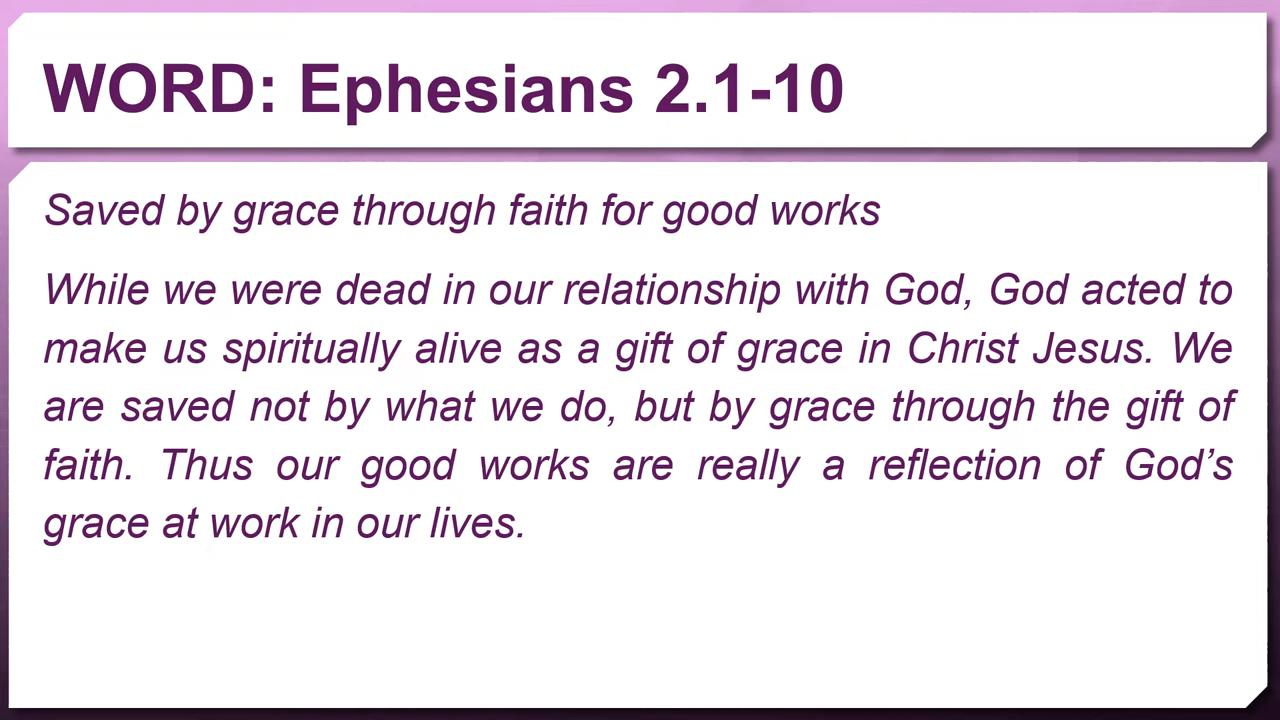 WORD: Ephesians 2.1-10
Saved by grace through faith for good works
While we were dead in our relationship with God, God acted to
make us spiritually alive as a gift of grace in Christ Jesus. We
are saved not by what we do, but by grace through the gift of
faith. Thus our good works are really a reflection of God’s
grace at work in our lives.